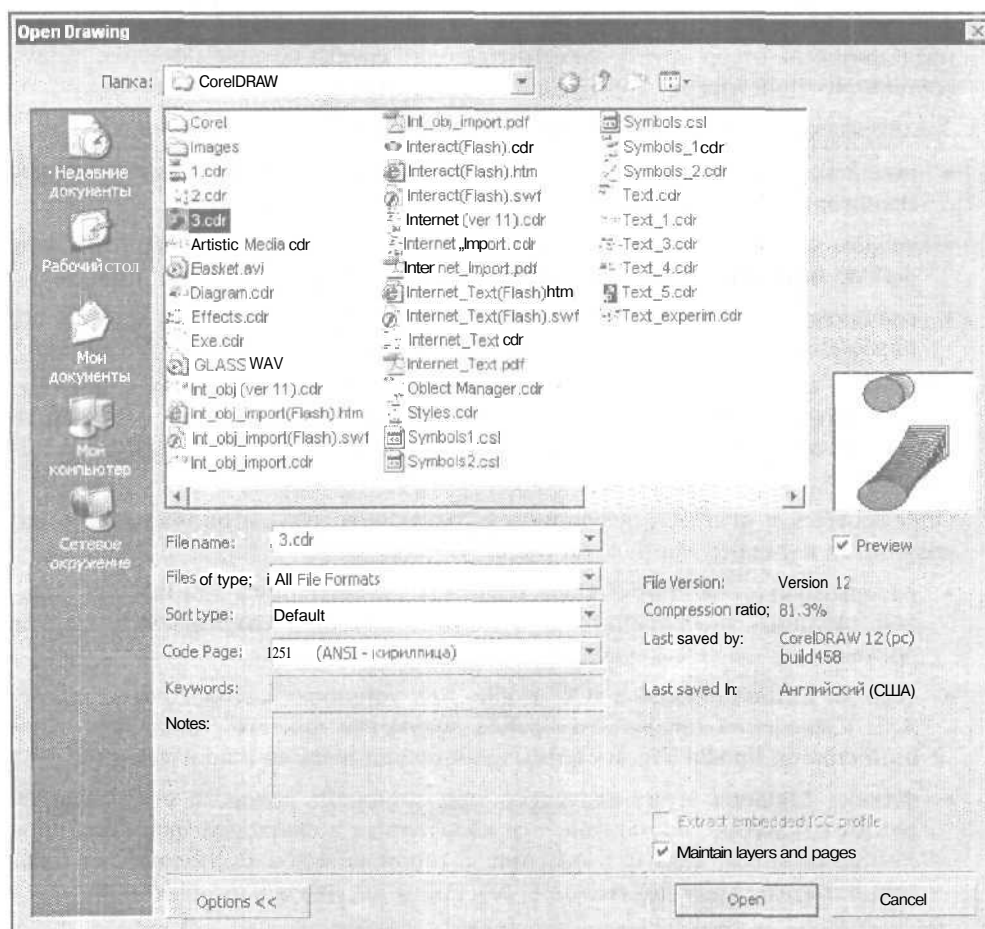 Open Drawing
Папка: CorelDRAW
Недавние документы
Рабочий стол
Мои документы
Мой компьютер
Сетевое окружение
Corel
Images
1.cdr
2.cdr
3.cdr
Artistic Media cdr
Basket.avi
Diagram.cdr
Effects.cdr
Exe.cdr
GLASS WAV
Int_obj (ver 11).cdr
Int_obj_import(Flash).htm
Int_obj_import(Flash).swf
Int_obj_import.cdr
Int_obj_import.pdf
Interact(Flash).cdr
Interact(Flash).htm
Interact(Flash).swf
Internet (ver 11).cdr
Internet„Import.cdr
Inter net_Import.pdf
Internet_Text(Flash)htm
Internet_Text(Flash).swf
Internet_Text cdr
Internet_Text.pdf
Oblect Manager.cdr
Styles.cdr
Symbols1.csl
Symbols2.csl
Symbols.csl
Symbols_1cdr
Symbols_2.cdr
Text.cdr
Text_1.cdr
Text_3.cdr
Text_4.cdr
Text_5.cdr
Text_experim.cdr
File name: , 3.cdr
Files of type; i All File Formats
Sort type: Default
Code Page: 1251 (ANSI - кириллица)
Keywords:
Notes:
Preview
File Version: Version 12
Compression ratio; 81.3%
Last saved by: CorelDRAW 12 (pc)
build 458
Last saved In: Английский (США)
Extract embedded ICC profile
Maintain layers and pages
Options <<
Open
Cancel